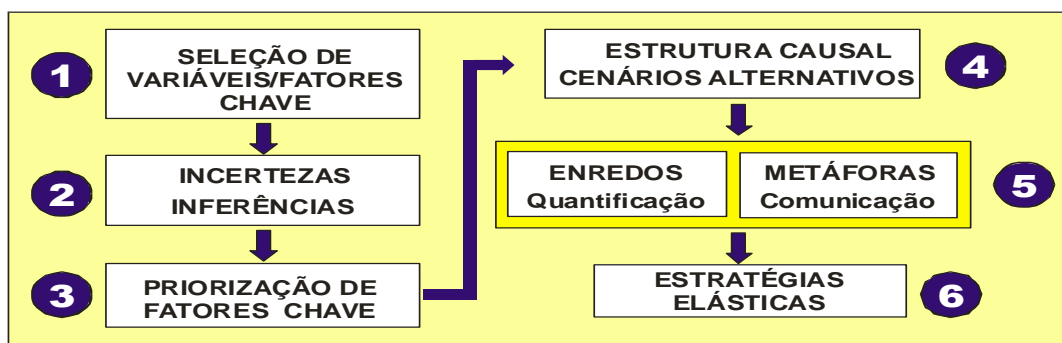 1
SELEÇÃO DE
VARIÁVEIS/FATORES
CHAVE
2
INCERTEZAS
INFERÊNCIAS
3
PRIORIZAÇÃO DE
FATORES CHAVE
ESTRUTURA CAUSAL
CENÁRIOS ALTERNATIVOS
4
ENREDOS
Quantificação
METÁFORAS
Comunicação
5
ESTRATÉGIAS
ELÁSTICAS
6